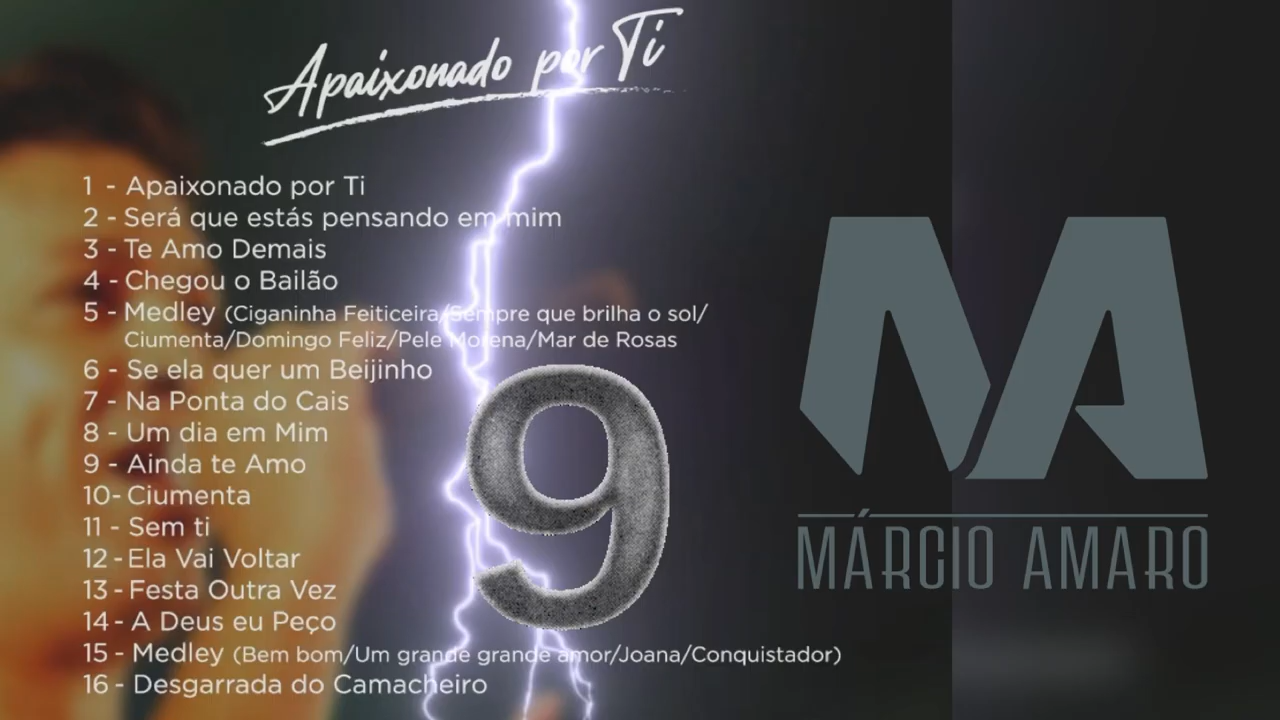 Apaixonado por Ti
1 - Apaixonado por Ti
2 - Será que estás pensando em mim
3 - Te Amo Demais
4 - Chegou o Bailão
5 - Medley (Ciganinha Feiticeira/Sempre que brilha o sol/
Ciumenta/Domingo Feliz/Pele Morena/Mar de Rosas
6 - Se ela quer um Beijinho
7 - Na Ponta do Cais
8 - Um dia em Mim
9 - Ainda te Amo
10- Ciumenta
11 - Sem ti
12 - Ela Vai Voltar
13 - Festa Outra Vez
14 - A Deus eu Peço
15 - Medley (Bem bom/Um grande grande amor/Joana/Conquistador)
16 - Desgarrada do Camacheiro
9
MA
MÁRCIO AMARO